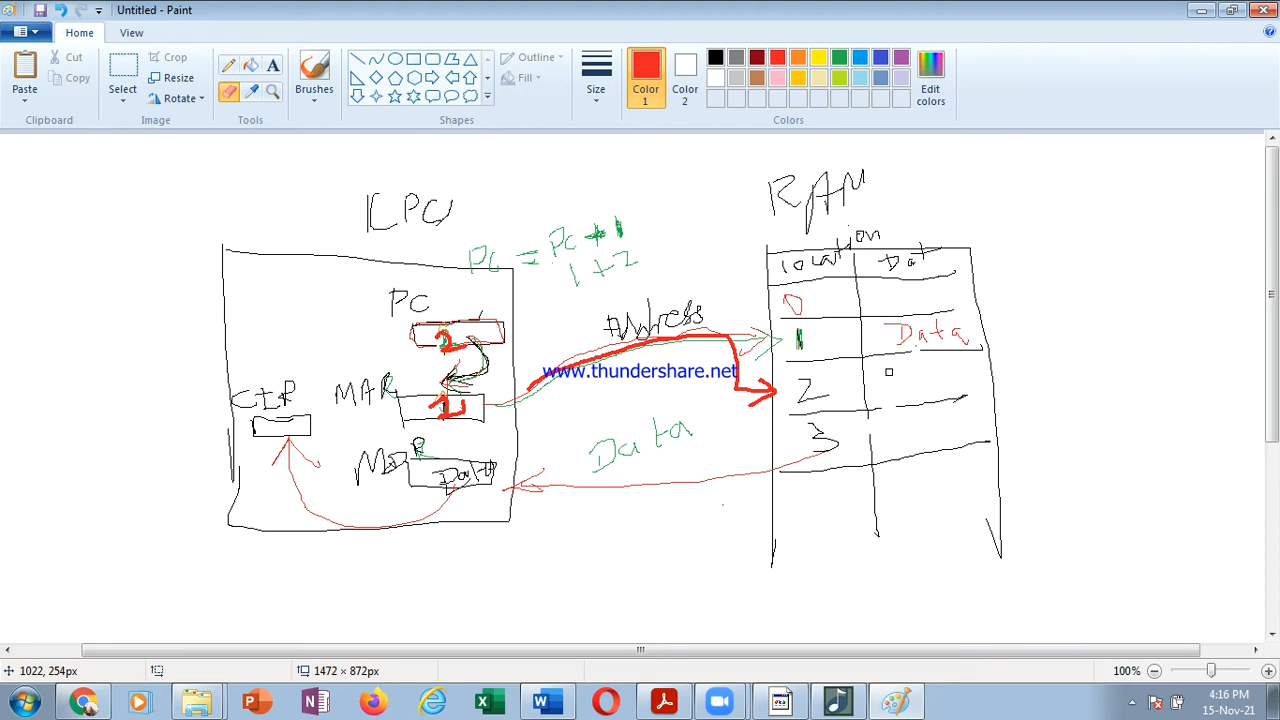 Untitled - Paint
Home
View
Paste
Cut
Copy
Clipboard
Select
Crop
Resize
Rotate
Image
A
Tools
Brushes
Shapes
Outline
Fill
Size
Color
1
Color
2
Edit
colors
Colors
CPU
RAM
PC = PC + 1
1 + 2
location
Dat
PC
0
2
Address
1
Data
www.thundershare.net
MAR
2
CIR
3
MDR
Data
Data
1022, 254px
1472 × 872px
100%
4:16 PM
15-Nov-21